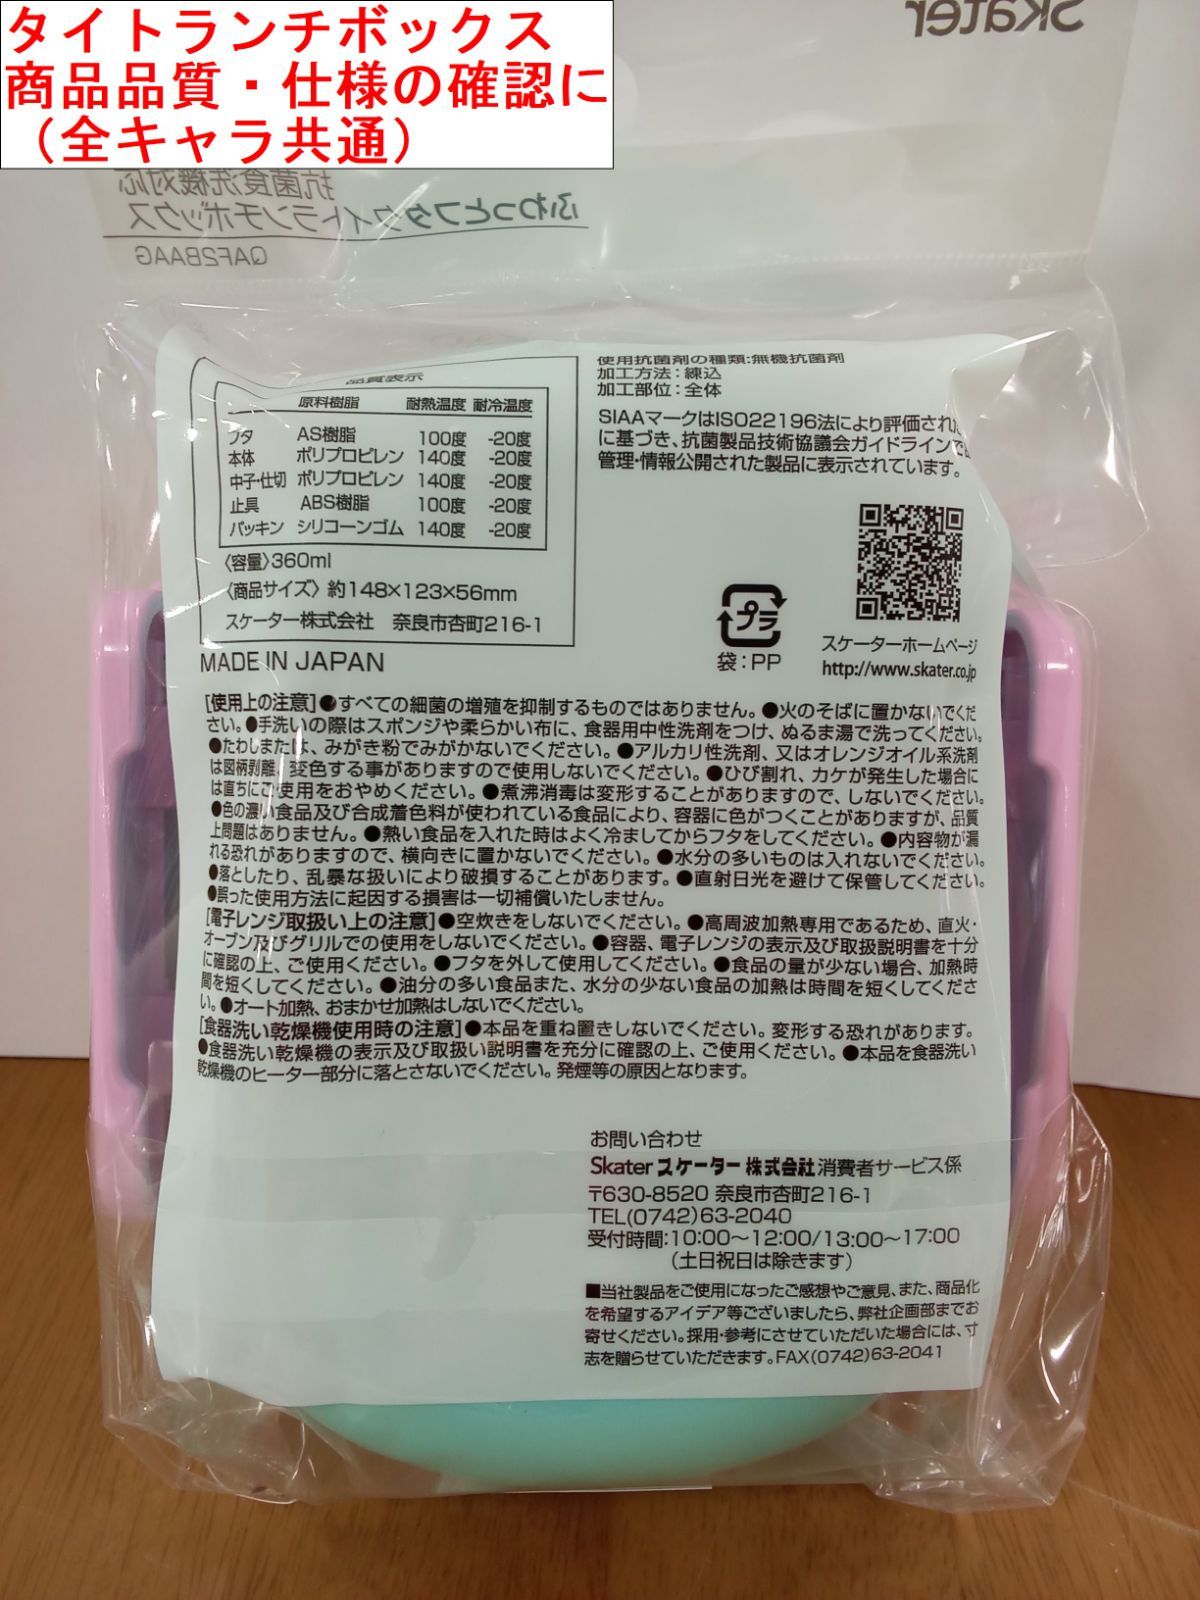 タイトランチボックス
商品品質・仕様の確認に
(全キャラ共通)
Skater
抗菌食洗機対応
ふわっとフタタイトランチボックス
QAF2BAAG
品質表示
原料樹脂 耐熱温度 耐冷温度
フタ AS樹脂 100度 -20度
本体 ポリプロピレン 140度 -20度
中子・仕切 ポリプロピレン 140度 -20度
止具 ABS樹脂 100度 -20度
パッキン シリコーンゴム 140度 -20度
〈容量〉360ml
〈商品サイズ〉約148×123×56mm
スケーター株式会社 奈良市杏町216-1
MADE IN JAPAN
使用抗菌剤の種類:無機抗菌剤
加工方法:練込
加工部位:全体
SIAAマークはISO22196法により評価された
に基づき、抗菌製品技術協議会ガイドラインで
管理・情報公開された製品に表示されています。
プラ
袋:PP
スケーターホームページ
http://www.skater.co.jp
[使用上の注意]●すべての細菌の増殖を抑制するものではありません。●火のそばに置かないでくだ
さい。●手洗いの際はスポンジや柔らかい布に、食器用中性洗剤をつけ、ぬるま湯で洗ってください。
●たわしまたは、みがき粉でみがかないでください。●アルカリ性洗剤、又はオレンジオイル系洗剤
は図柄剥離、変色する事がありますので使用しないでください。●ひび割れ、カケが発生した場合に
は直ちにご使用をおやめください。●煮沸消毒は変形することがありますので、しないでください。
●色の濃い食品及び合成着色料が使われている食品により、容器に色がつくことがありますが、品質
上問題はありません。●熱い食品を入れた時はよく冷ましてからフタをしてください。●内容物が漏
れる恐れがありますので、横向きに置かないでください。●水分の多いものは入れないでください。
●落としたり、乱暴な扱いにより破損することがあります。●直射日光を避けて保管してください。
●誤った使用方法に起因する損害は一切補償いたしません。
[電子レンジ取扱い上の注意]●空炊きをしないでください。●高周波加熱専用であるため、直火・
オーブン及びグリルでの使用をしないでください。●容器、電子レンジの表示及び取扱説明書を十分
に確認の上、ご使用ください。●フタを外して使用してください。●食品の量が少ない場合、加熱時
間を短くしてください。●油分の多い食品また、水分の少ない食品の加熱は時間を短くしてくださ
い。●オート加熱、おまかせ加熱はしないでください。
[食器洗い乾燥機使用時の注意]●本品を重ね置きしないでください。変形する恐れがあります。
●食器洗い乾燥機の表示及び取扱い説明書を充分に確認の上、ご使用ください。●本品を食器洗い
乾燥機のヒーター部分に落とさないでください。発煙等の原因となります。
お問い合わせ
Skater スケーター株式会社 消費者サービス係
〒630-8520 奈良市杏町216-1
TEL(0742)63-2040
受付時間:10:00〜12:00/13:00〜17:00
(土日祝日は除きます)
■当社製品をご使用になったご感想やご意見、また、商品化
を希望するアイデア等ございましたら、弊社企画部までお
寄せください。採用・参考にさせていただいた場合には、寸
志を贈らせていただきます。FAX(0742)63-2041